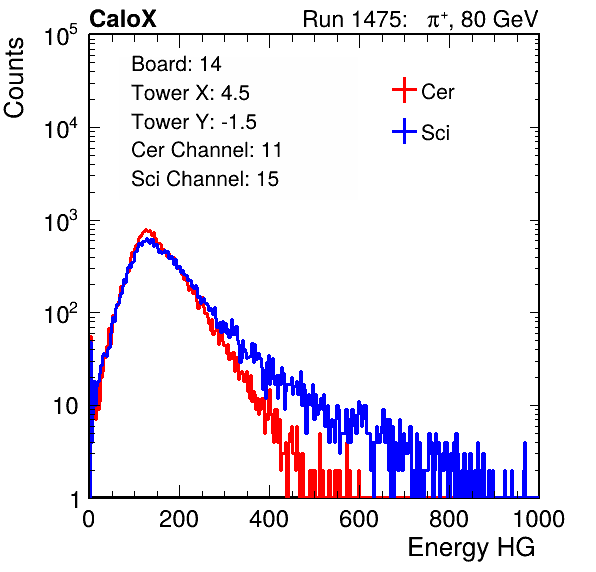 CaloX Run 1475: π⁺, 80 GeV
Counts
Board: 14
Tower X: 4.5
Tower Y: -1.5
Cer Channel: 11
Sci Channel: 15
Cer
Sci
10⁵
10⁴
10³
10²
10
1
0 200 400 600 800 1000
Energy HG